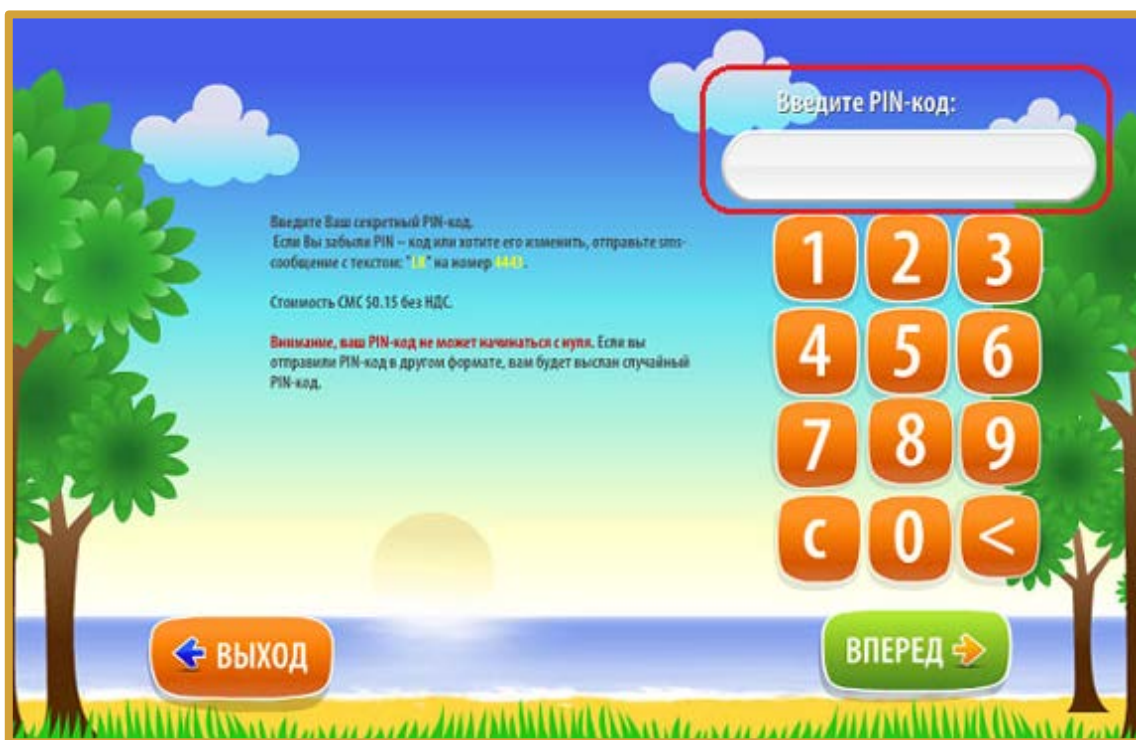 Введите PIN-код:
Введите Ваш секретный PIN-код.
Если Вы забыли PIN – код или хотите его изменить, отправьте sms-
сообщение с текстом: "LK" на номер 4443.
Стоимость СМС $0.15 без НДС.
Внимание, ваш PIN-код не может начинаться с нуля. Если вы
отправили PIN-код в другом формате, вам будет выслан случайный
PIN-код.
1 2 3
4 5 6
7 8 9
С 0 <
ВЫХОД
ВПЕРЕД